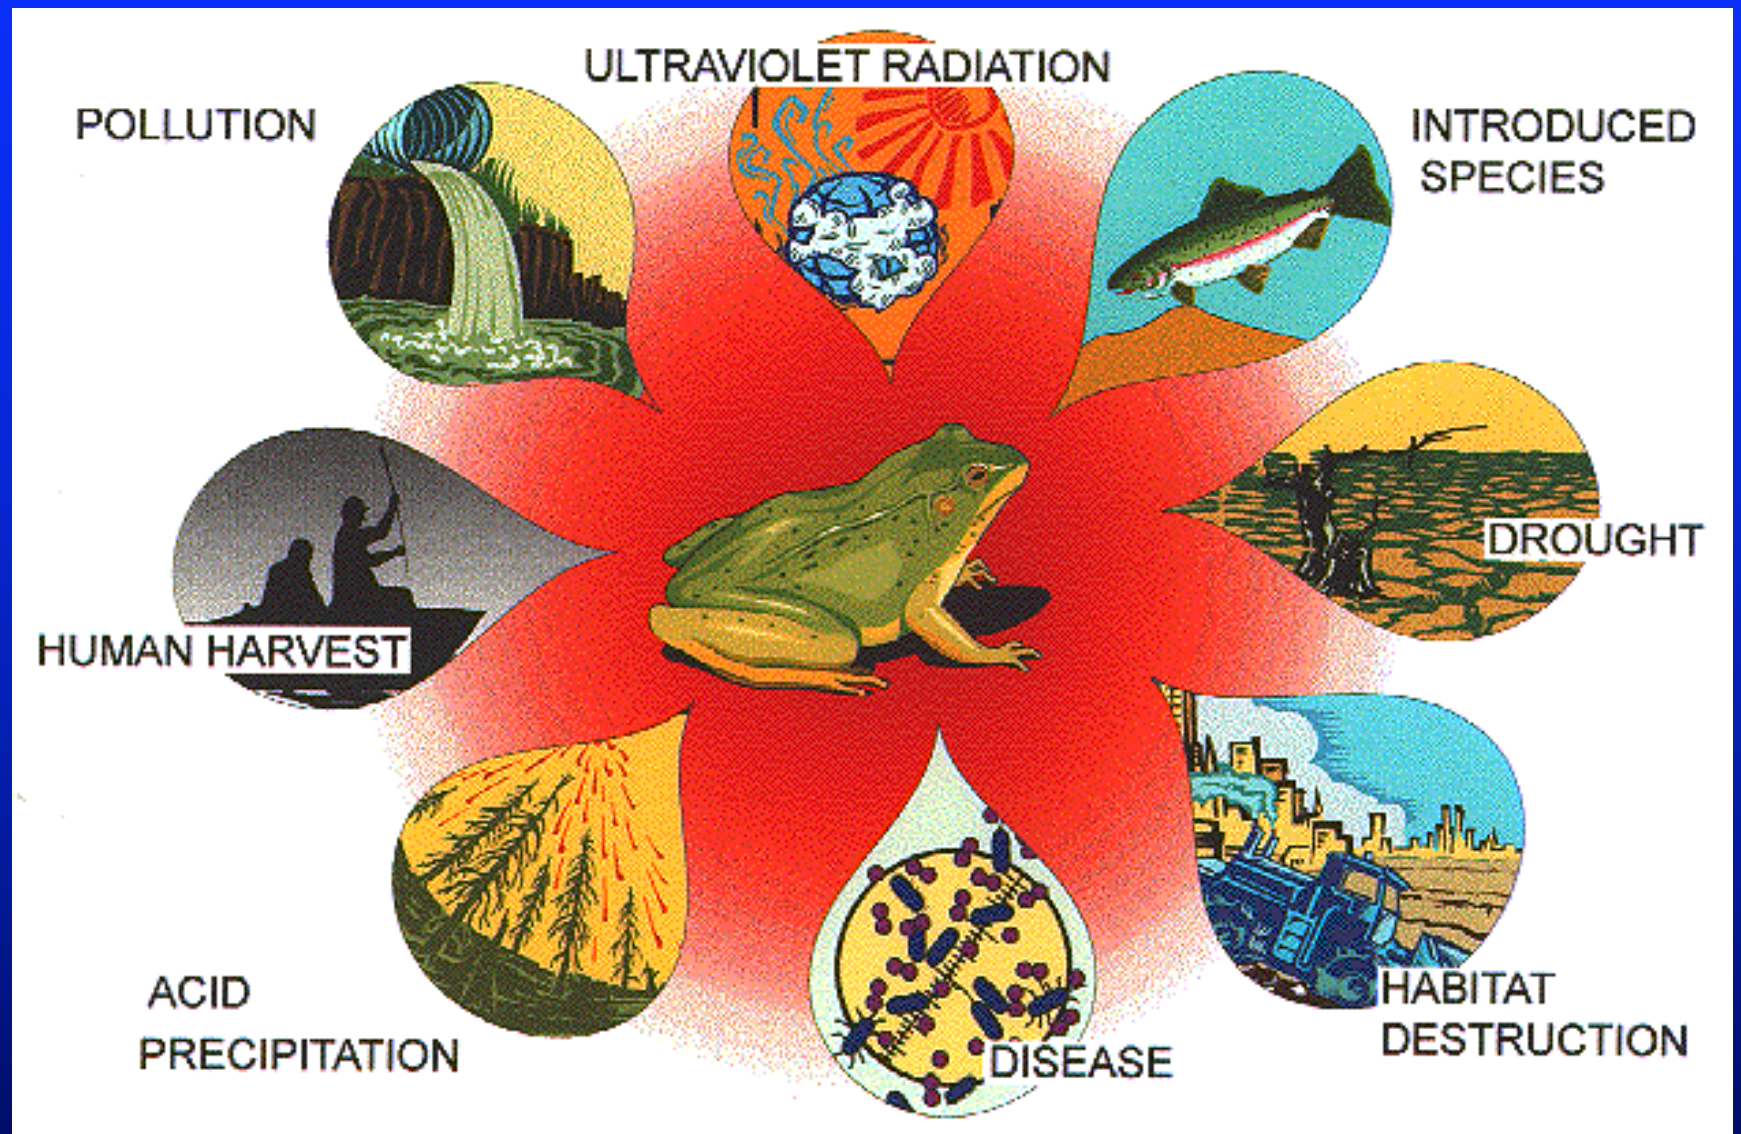 ULTRAVIOLET RADIATION
POLLUTION
INTRODUCED
SPECIES
DROUGHT
HUMAN HARVEST
HABITAT
DESTRUCTION
ACID
PRECIPITATION
DISEASE